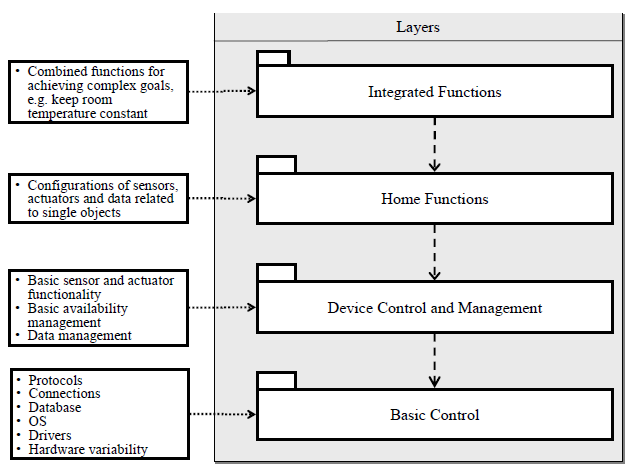 Layers
• Combined functions for
achieving complex goals,
e.g. keep room
temperature constant
Integrated Functions
• Configurations of sensors,
actuators and data related
to single objects
Home Functions
• Basic sensor and actuator
functionality
• Basic availability
management
• Data management
Device Control and Management
• Protocols
• Connections
• Database
• OS
• Drivers
• Hardware variability
Basic Control